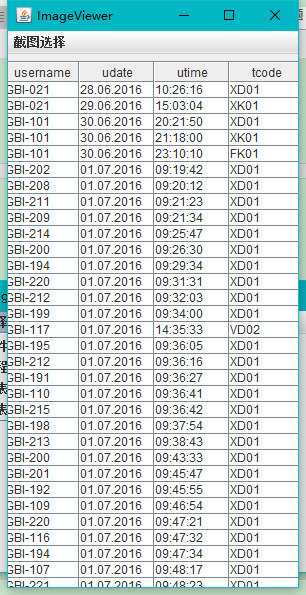 ImageViewer
截图选择
username udate utime tcode
GBI-021 28.06.2016 10:26:16 XD01
GBI-021 29.06.2016 15:03:04 XK01
GBI-101 30.06.2016 20:21:50 XD01
GBI-101 30.06.2016 21:18:00 XK01
GBI-101 30.06.2016 23:10:10 FK01
GBI-202 01.07.2016 09:19:42 XD01
GBI-208 01.07.2016 09:20:12 XD01
GBI-211 01.07.2016 09:21:23 XD01
GBI-209 01.07.2016 09:21:34 XD01
GBI-214 01.07.2016 09:25:47 XD01
GBI-200 01.07.2016 09:26:30 XD01
GBI-194 01.07.2016 09:29:34 XD01
GBI-220 01.07.2016 09:31:31 XD01
GBI-212 01.07.2016 09:32:03 XD01
GBI-199 01.07.2016 09:34:00 XD01
GBI-117 01.07.2016 14:35:33 VD02
GBI-195 01.07.2016 09:36:05 XD01
GBI-212 01.07.2016 09:36:16 XD01
GBI-191 01.07.2016 09:36:27 XD01
GBI-110 01.07.2016 09:36:41 XD01
GBI-215 01.07.2016 09:36:42 XD01
GBI-198 01.07.2016 09:37:54 XD01
GBI-213 01.07.2016 09:38:43 XD01
GBI-200 01.07.2016 09:43:33 XD01
GBI-201 01.07.2016 09:45:47 XD01
GBI-192 01.07.2016 09:45:55 XD01
GBI-109 01.07.2016 09:46:54 XD01
GBI-220 01.07.2016 09:47:21 XD01
GBI-116 01.07.2016 09:47:32 XD01
GBI-194 01.07.2016 09:47:34 XD01
GBI-107 01.07.2016 09:48:17 XD01
GBI-221 01.07.2016 09:48:23 XD01